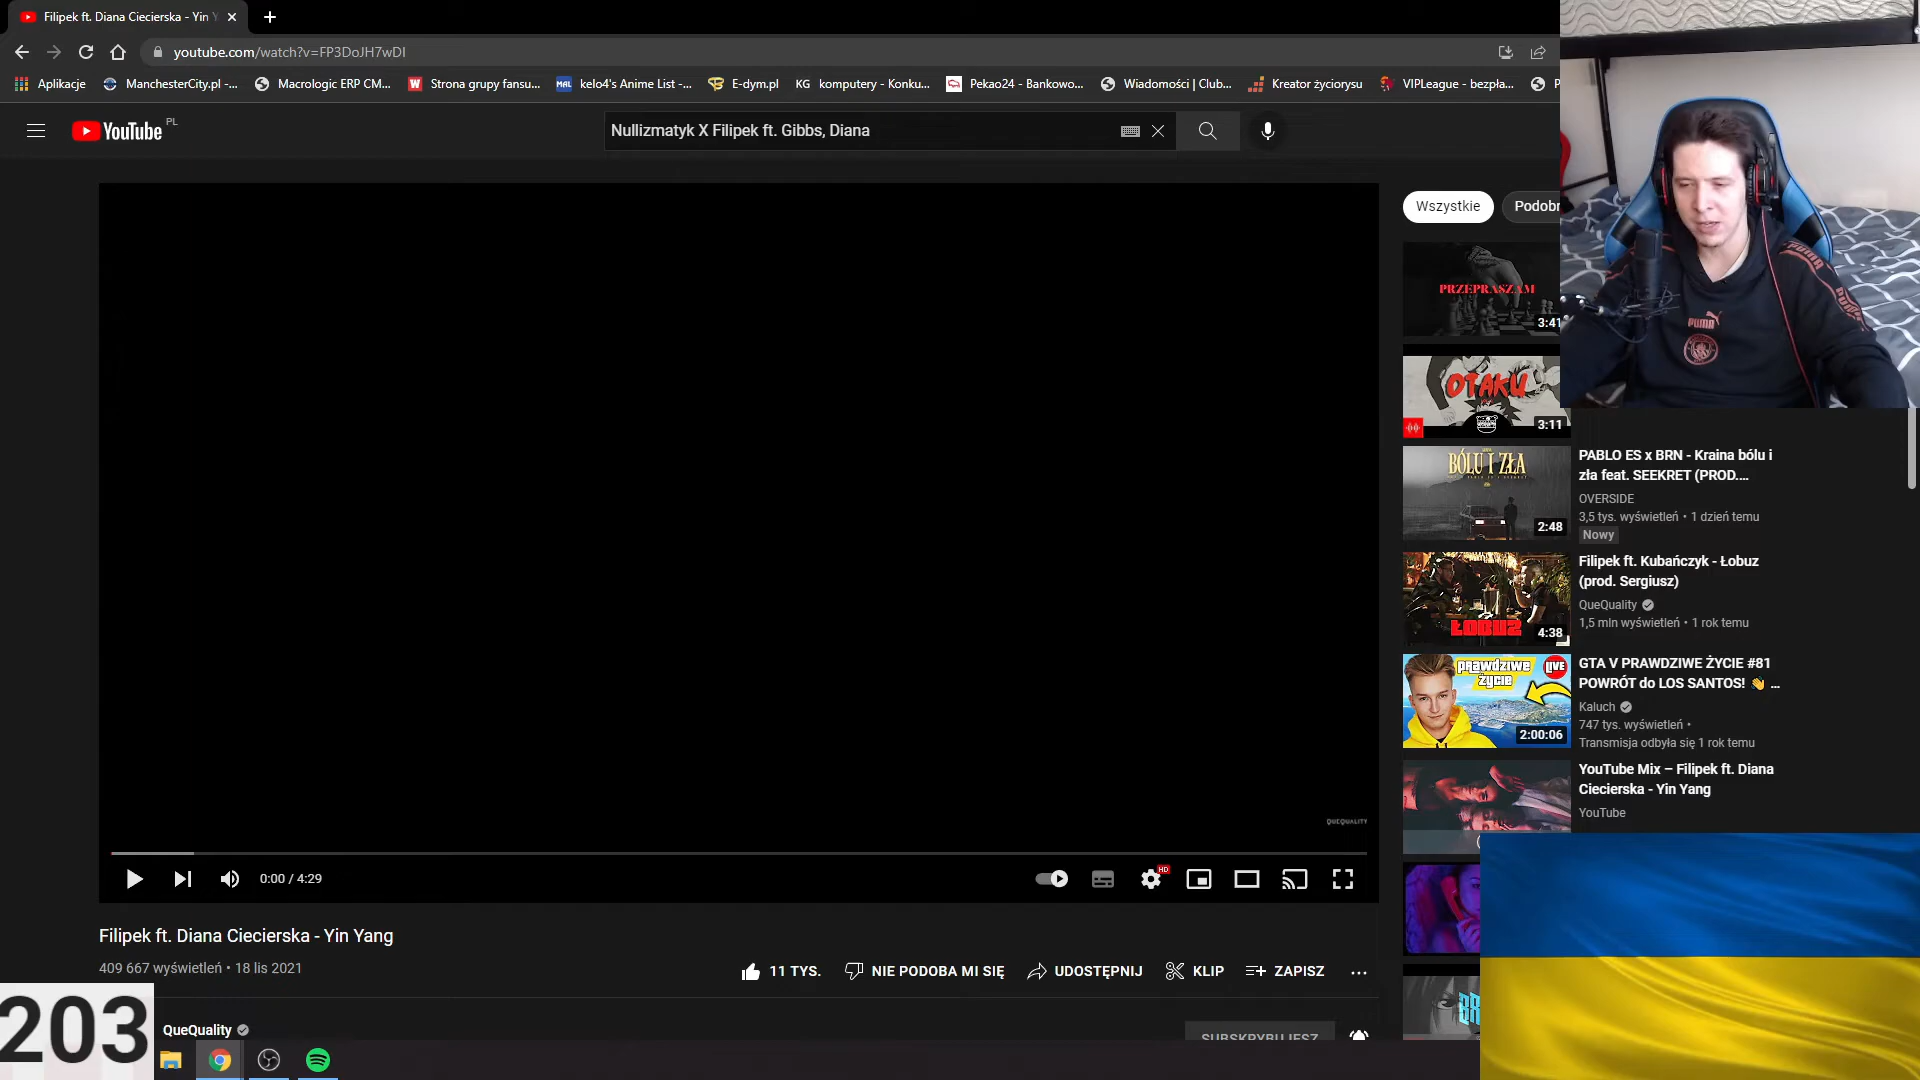 Filipek ft. Diana Ciecierska - Yin
youtube.com/watch?v=FP3DoJH7wDI
Aplikacje
ManchesterCity.pl -...
Macrologic ERP CM...
Strona grupy fansu...
MAL
kelo4's Anime List -...
E-dym.pl
KG
komputery - Konku...
Pekao24 - Bankowo...
Wiadomości | Club...
Kreator życiorysu
VIPLeague - bezpła...
YouTube PL
Nullizmatyk X Filipek ft. Gibbs, Diana
Wszystkie
PRZEPRASZAM
3:41
PUMA
OTAKU
3:11
BÓLU I ZŁA
2:48
PABLO ES x BRN - Kraina bólu i
zła feat. SEEKRET (PROD....
OVERSIDE
3,5 tys. wyświetleń • 1 dzień temu
Nowy
ŁOBUZ
4:38
Filipek ft. Kubańczyk - Łobuz
(prod. Sergiusz)
QueQuality
1,5 mln wyświetleń • 1 rok temu
prawdziwe
życie
LIVE
2:00:06
GTA V PRAWDZIWE ŻYCIE #81
POWRÓT do LOS SANTOS! 👏 ...
Kaluch
747 tys. wyświetleń •
Transmisja odbyła się 1 rok temu
YouTube Mix – Filipek ft. Diana
Ciecierska - Yin Yang
YouTube
QUEQUALITY
0:00 / 4:29
HD
Filipek ft. Diana Ciecierska - Yin Yang
409 667 wyświetleń • 18 lis 2021
11 TYS.
NIE PODOBA MI SIĘ
UDOSTĘPNIJ
KLIP
ZAPISZ
203
QueQuality
SUBSKRYBUJESZ